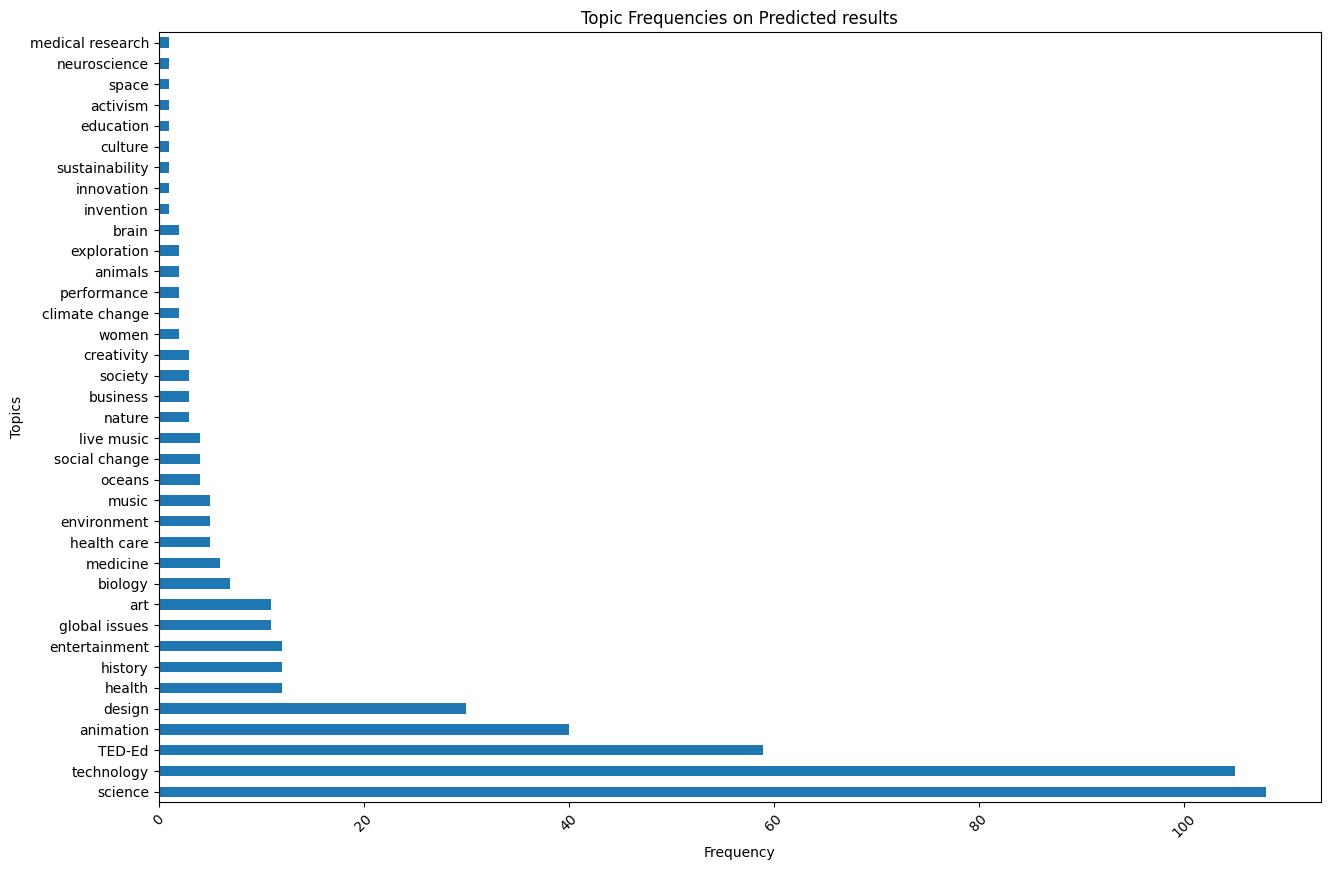 Topic Frequencies on Predicted results
medical research
neuroscience
space
activism
education
culture
sustainability
innovation
invention
brain
exploration
animals
performance
climate change
women
creativity
society
business
nature
live music
social change
oceans
music
environment
health care
medicine
biology
art
global issues
entertainment
history
health
design
animation
TED-Ed
technology
science
Topics
0 20 40 60 80 100
Frequency